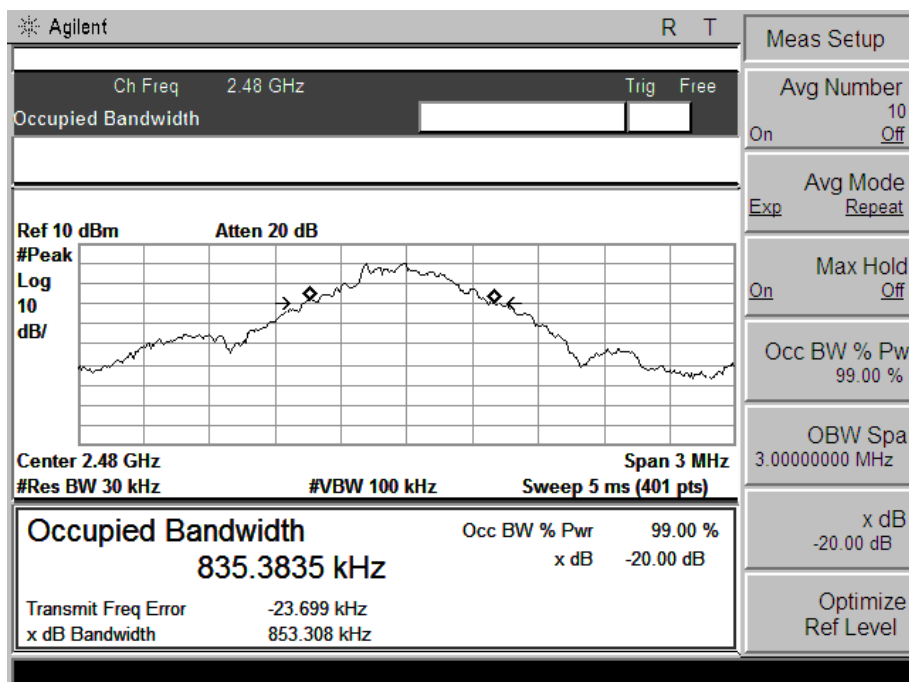 Agilent R T
Ch Freq 2.48 GHz Trig Free
Occupied Bandwidth
Ref 10 dBm Atten 20 dB
#Peak
Log
10
dB/
Center 2.48 GHz Span 3 MHz
#Res BW 30 kHz #VBW 100 kHz Sweep 5 ms (401 pts)
Occupied Bandwidth
835.3835 kHz
Occ BW % Pwr 99.00 %
x dB -20.00 dB
Transmit Freq Error -23.699 kHz
x dB Bandwidth 853.308 kHz
Meas Setup
Avg Number
10
On Off
Avg Mode
Exp Repeat
Max Hold
On Off
Occ BW % Pw
99.00 %
OBW Spa
3.00000000 MHz
x dB
-20.00 dB
Optimize
Ref Level